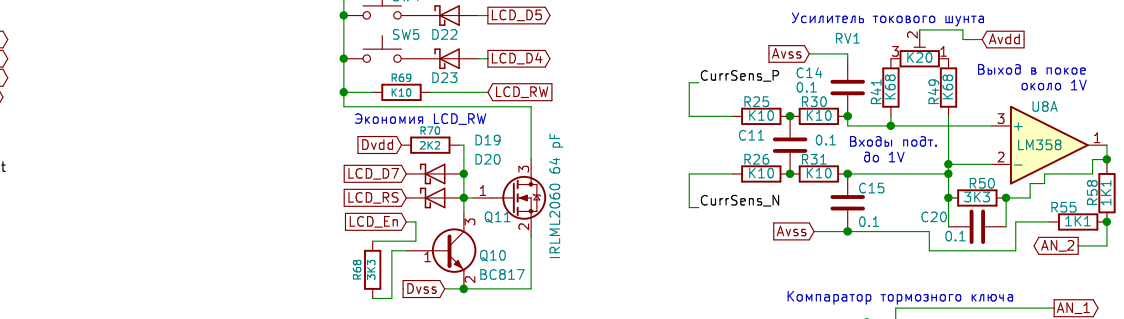 LCD_D5
D22
SW5
LCD_D4
D23
R69
K10
LCD_RW
Экономия LCD_RW
R70
Dvdd
2K2
D19
D20
LCD_D7
LCD_RS
1
3
2
Q11
IRLML2060 64 pF
LCD_En
R68
3K3
1
3
2
Q10
BC817
Dvss
t
Усилитель токового шунта
RV1
2
Avdd
Avss
3
K20
1
CurrSens_P
C14
0.1
R41
K68
R49
K68
Выход в покое
около 1V
U8A
R25
K10
R30
K10
C11
0.1
Входы подт.
до 1V
3
+
LM358
1
2
−
R26
K10
R31
K10
CurrSens_N
C15
0.1
Avss
R50
3K3
C20
0.1
R58
1K1
R55
1K1
AN_2
Компаратор тормозного ключа
AN_1